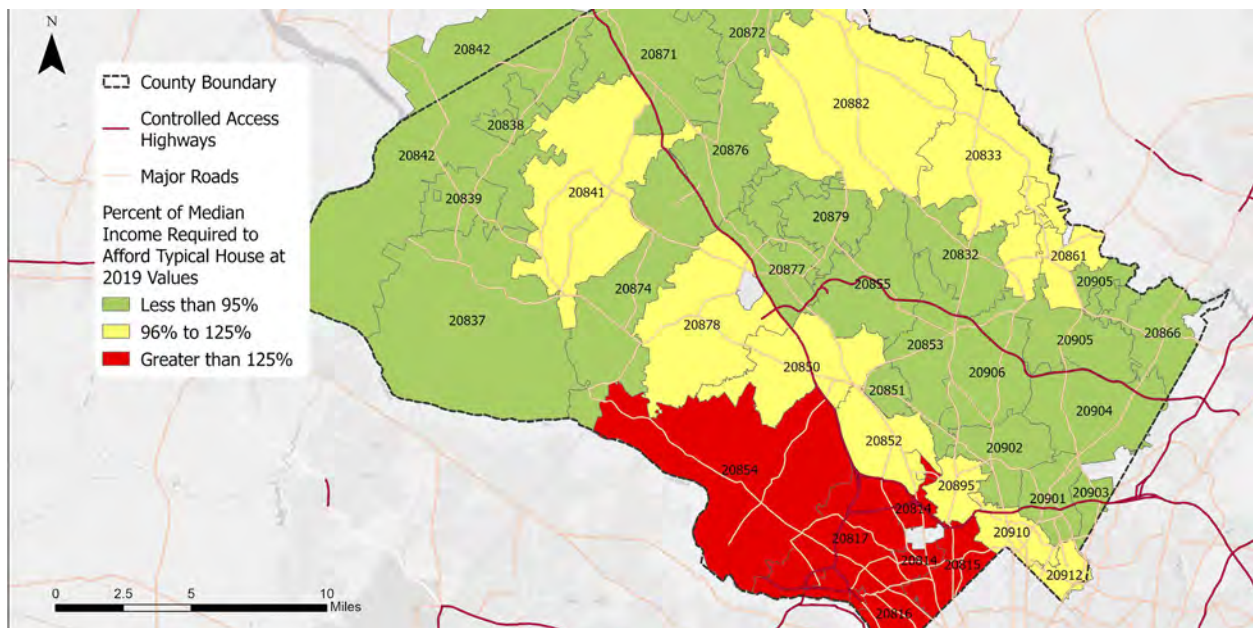 N
County Boundary
Controlled Access
Highways
Major Roads
Percent of Median
Income Required to
Afford Typical House at
2019 Values
Less than 95%
96% to 125%
Greater than 125%
20842
20871
20872
20882
20838
20833
20842
20876
20841
20839
20879
20832
20861
20877
20855
20905
20874
20837
20878
20866
20853
20905
20850
20906
20851
20904
20852
20902
20854
20895
20901
20903
20814
20910
20817
20814
20815
20912
20816
0 2.5 5 10
Miles